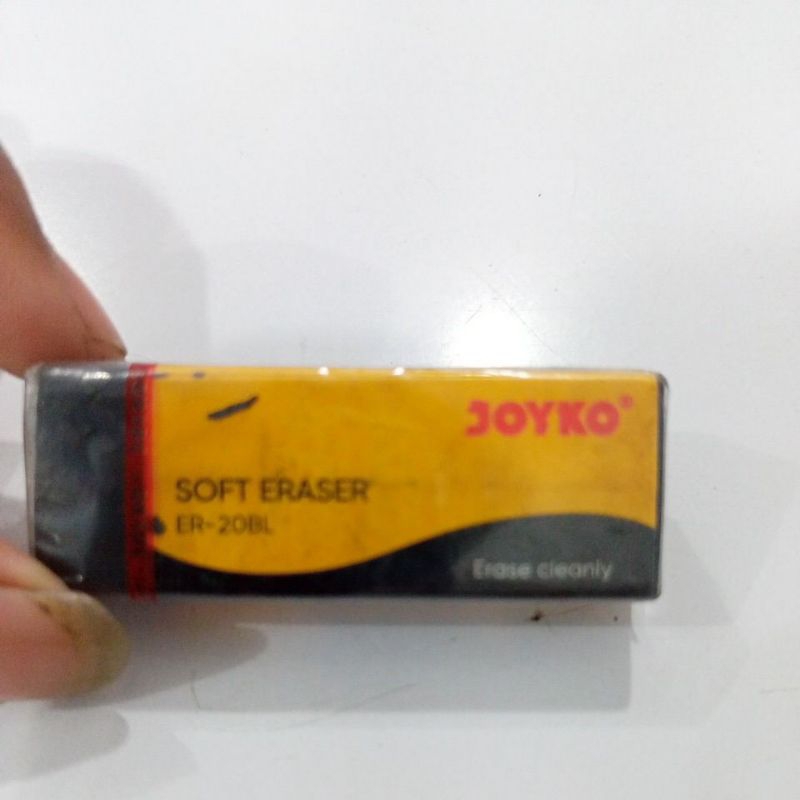 JOYKO®
SOFT ERASER
ER-20BL
Erase cleanly